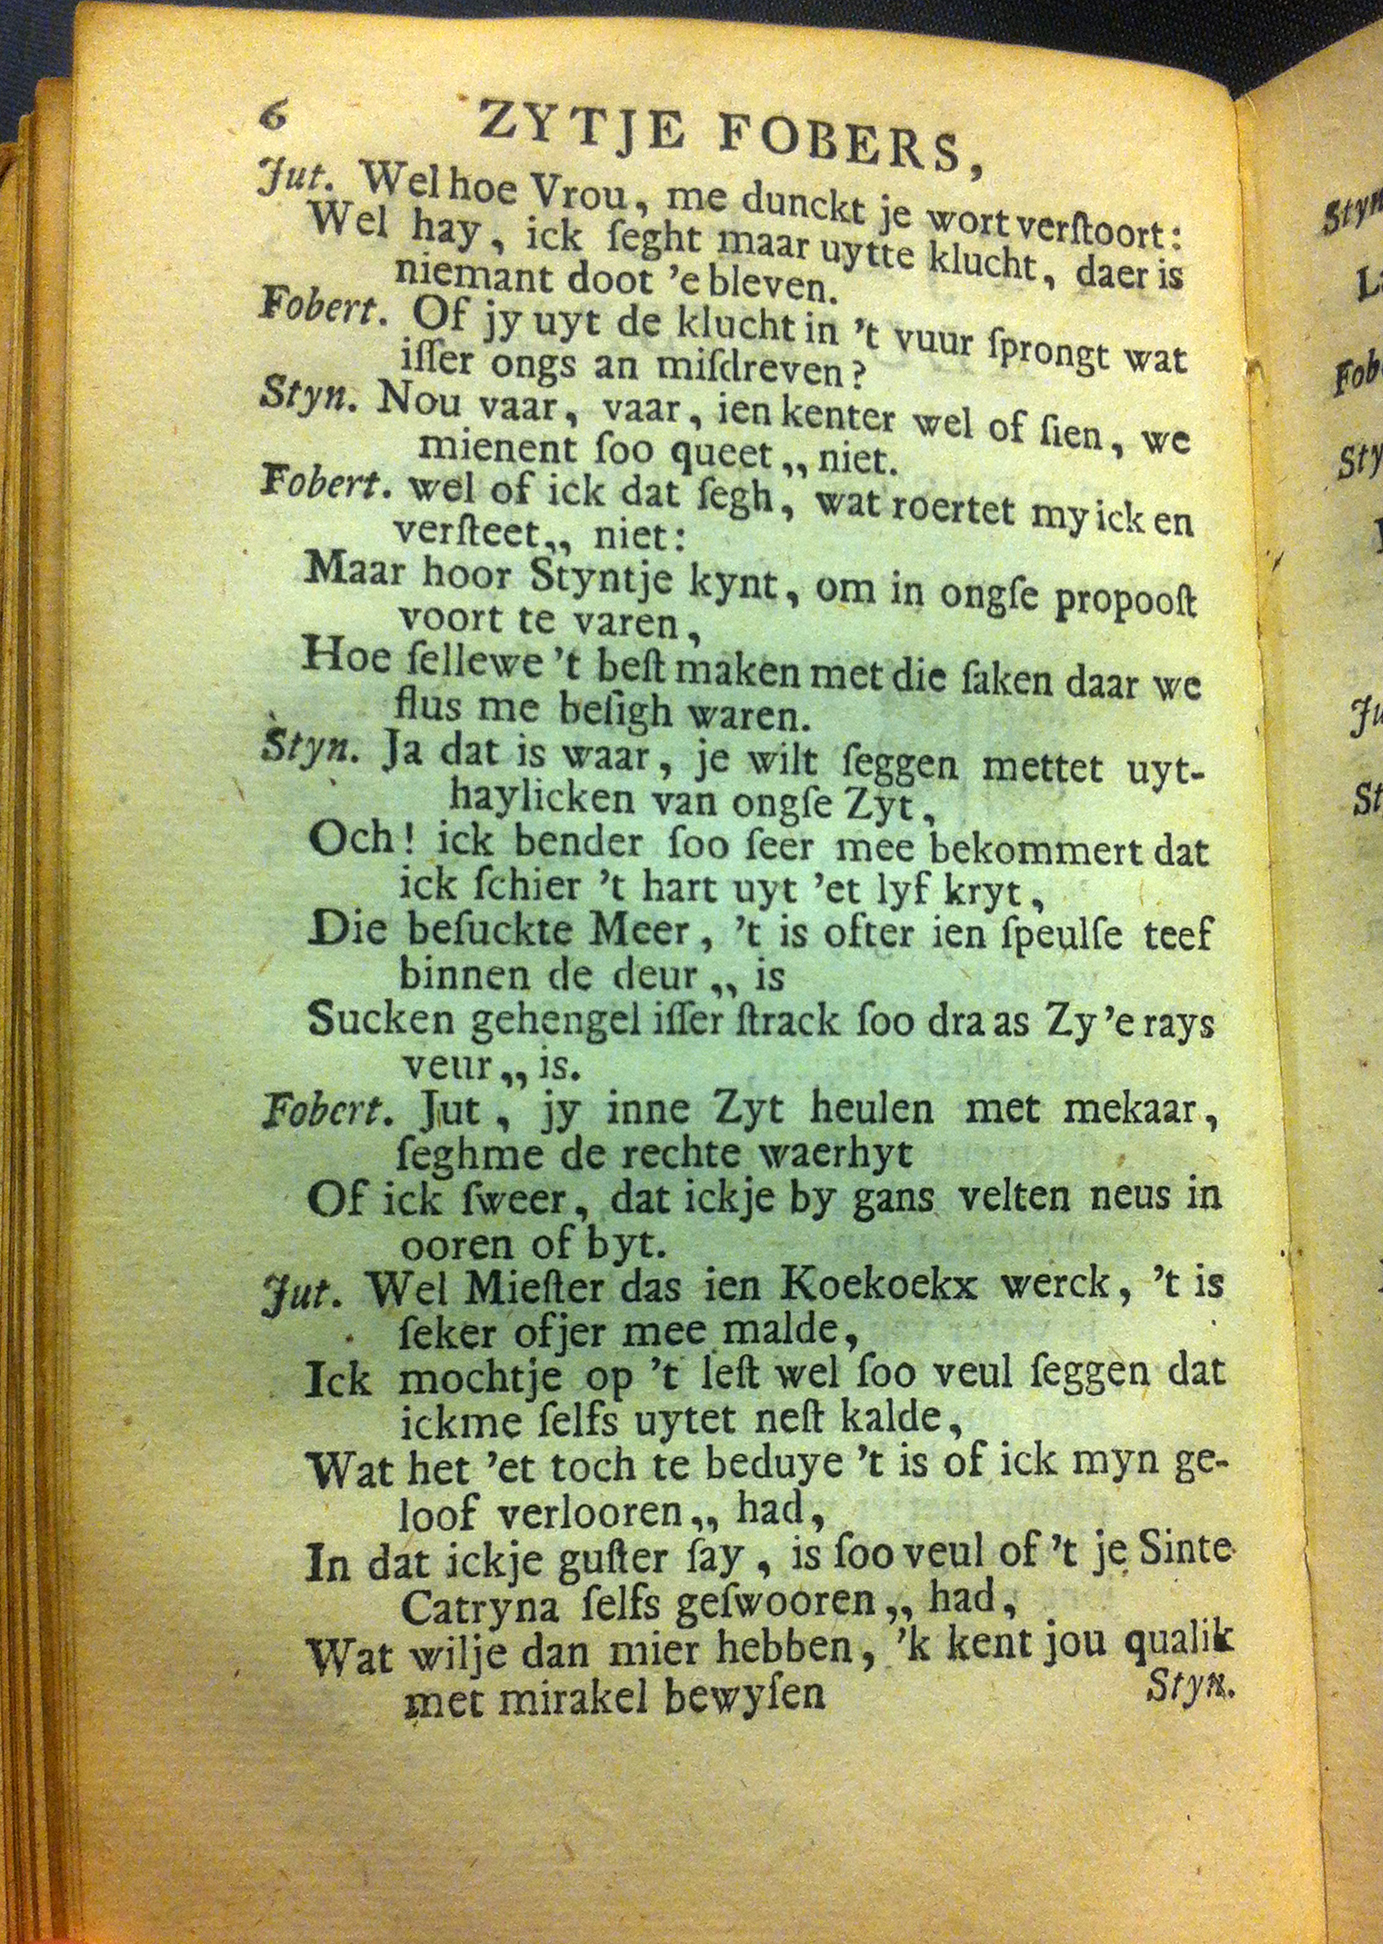 6 ZYTJE FOBERS,
Jut. Wel hoe Vrou, me dunckt je wort verſtoort:
Wel hay, ick ſeght maar uytte klucht, daer is
niemant doot 'e bleven.
Fobert. Of jy uyt de klucht in 't vuur ſprongt wat
iſſer ongs an miſdreven?
Styn. Nou vaar, vaar, ien kenter wel of ſien, we
mienent ſoo queet „ niet.
Fobert. wel of ick dat ſegh, wat roertet my ick en
verſteet „ niet:
Maar hoor Styntje kynt, om in ongſe propooſt
voort te varen,
Hoe ſellewe 't beſt maken met die ſaken daar we
flus me beſigh waren.
Styn. Ja dat is waar, je wilt ſeggen mettet uyt-
haylicken van ongſe Zyt,
Och! ick bender ſoo ſeer mee bekommert dat
ick ſchier 't hart uyt 'et lyf kryt,
Die beſuckte Meer, 't is ofter ien ſpeulſe teef
binnen de deur „ is
Sucken gehengel iſſer ſtrack ſoo dra as Zy 'e rays
veur „ is.
Fobert. Jut, jy inne Zyt heulen met mekaar,
ſeghme de rechte waerhyt
Of ick ſweer, dat ickje by gans velten neus in
ooren of byt.
Jut. Wel Mieſter das ien Koekoekx werck, 't is
ſeker ofjer mee malde,
Ick mochtje op 't leſt wel ſoo veul ſeggen dat
ickme ſelfs uytet neſt kalde,
Wat het 'et toch te beduye 't is of ick myn ge-
loof verlooren „ had,
In dat ickje guſter ſay, is ſoo veul of 't je Sinte
Catryna ſelfs geſwooren „ had,
Wat wilje dan mier hebben, 'k kent jou qualik
met mirakel bewyſen
Styn.
Styn
Fob
Sty
Ju
St